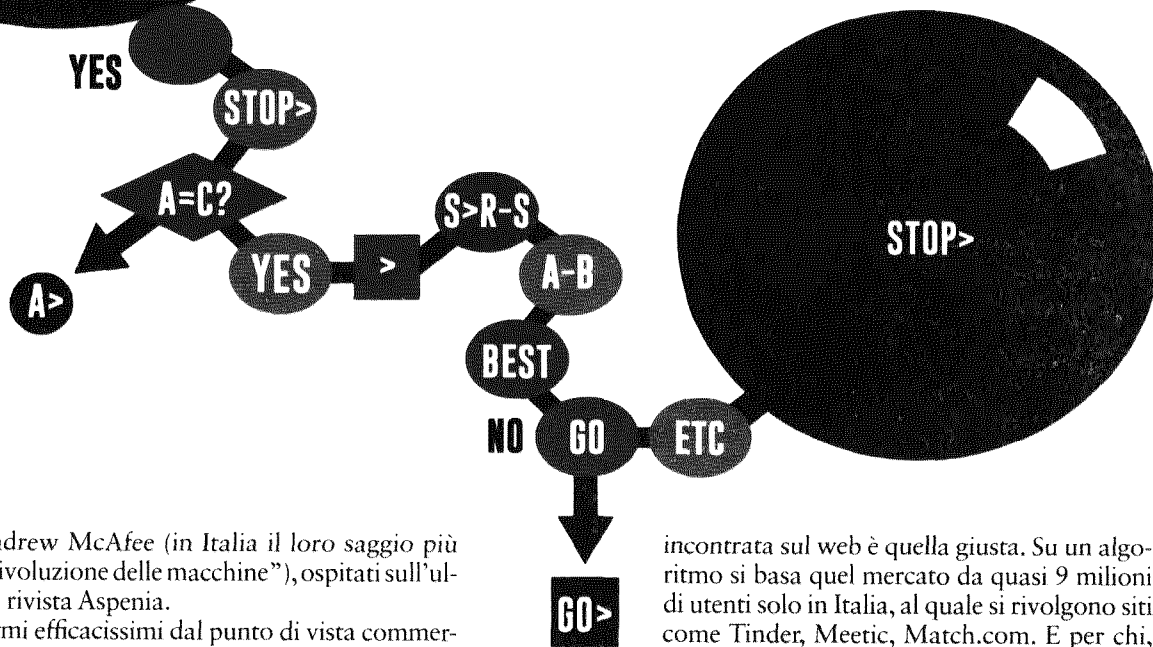 YES
STOP>
A=C?
A>
YES
>
S>R-S
A-B
BEST
NO
GO
ETC
STOP>
GO>
ndrew McAfee (in Italia il loro saggio più
ivoluzione delle macchine"), ospitati sull'ul-
rivista Aspenia.
rmi efficacissimi dal punto di vista commer-
incontrata sul web è quella giusta. Su un algo-
ritmo si basa quel mercato da quasi 9 milioni
di utenti solo in Italia, al quale si rivolgono siti
come Tinder, Meetic, Match.com. E per chi,